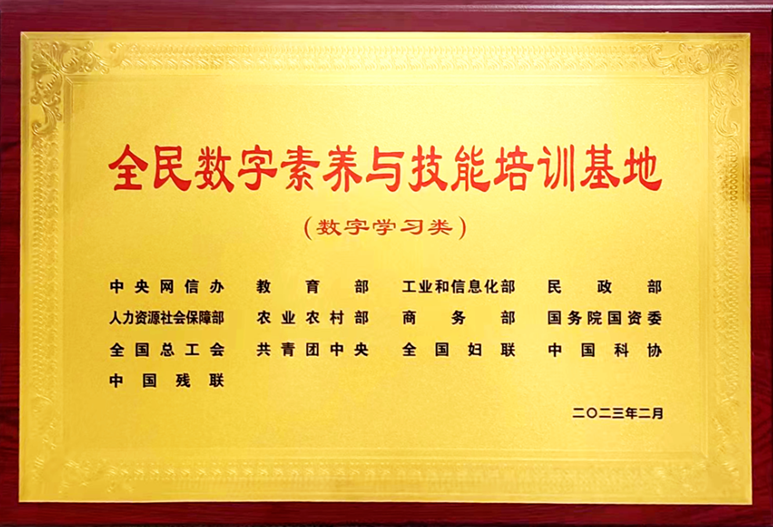 全民数字素养与技能培训基地
（数字学习类）
中央网信办 教育部 工业和信息化部 民政部
人力资源社会保障部 农业农村部 商务部 国务院国资委
全国总工会 共青团中央 全国妇联 中国科协
中国残联
二〇二三年二月